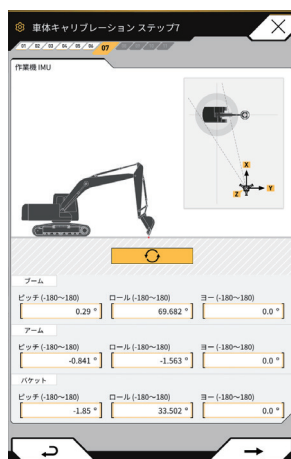 車体キャリブレーション ステップ7
01 / 02 / 03 / 04 / 05 / 06 / 07
作業機 IMU
X
Y
Z
ブーム
ピッチ (-180～180) ロール (-180～180) ヨー (-180～180)
0.29 ° 69.682 ° 0.0 °
アーム
ピッチ (-180～180) ロール (-180～180) ヨー (-180～180)
-0.841 ° -1.563 ° 0.0 °
バケット
ピッチ (-180～180) ロール (-180～180) ヨー (-180～180)
-1.85 ° 33.502 ° 0.0 °